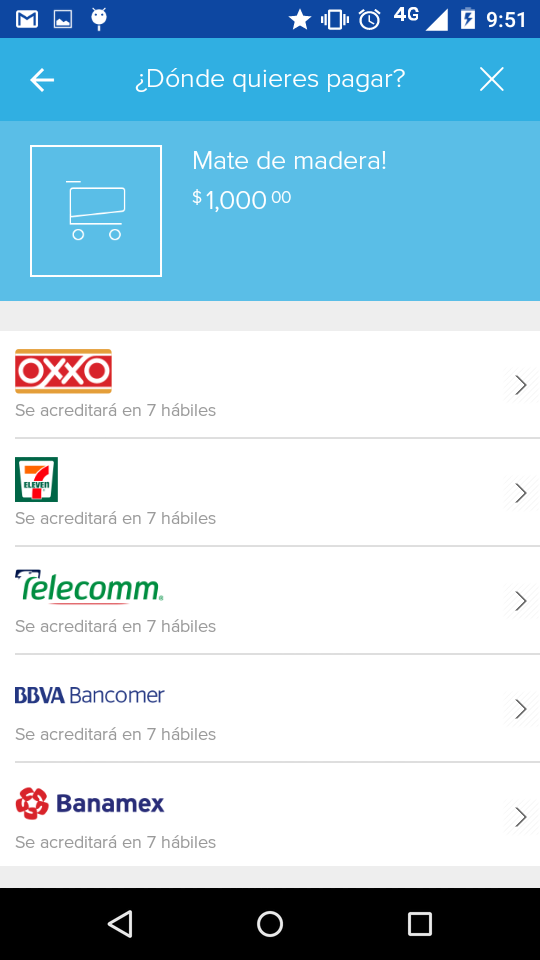 4G 9:51
¿Dónde quieres pagar?
Mate de madera!
$ 1,000 00
OXXO
Se acreditará en 7 hábiles
7 ELEVEN
Se acreditará en 7 hábiles
Telecomm.
Se acreditará en 7 hábiles
BBVA Bancomer
Se acreditará en 7 hábiles
Banamex
Se acreditará en 7 hábiles